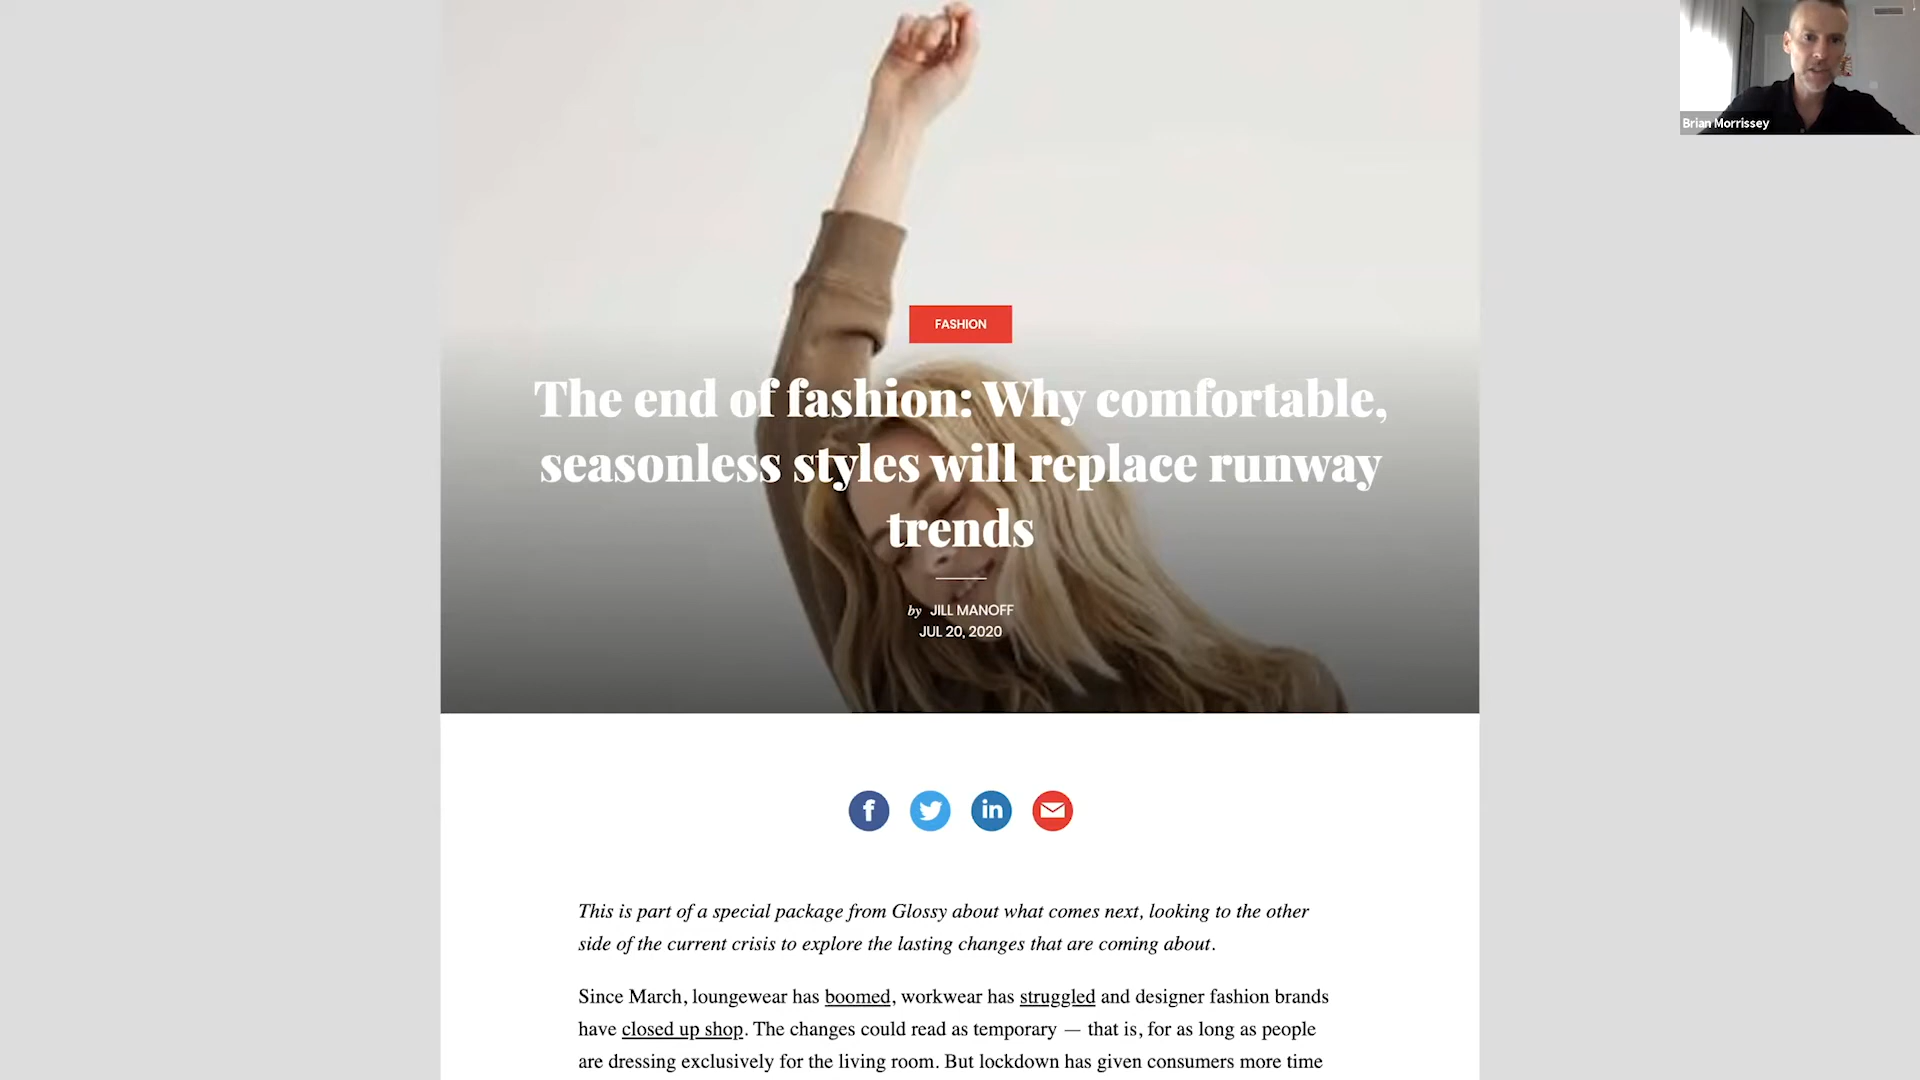 Brian Morrissey
FASHION
The end of fashion: Why comfortable,
seasonless styles will replace runway
trends
by JILL MANOFF
JUL 20, 2020
This is part of a special package from Glossy about what comes next, looking to the other
side of the current crisis to explore the lasting changes that are coming about.
Since March, loungewear has boomed, workwear has struggled and designer fashion brands
have closed up shop. The changes could read as temporary — that is, for as long as people
are dressing exclusively for the living room. But lockdown has given consumers more time